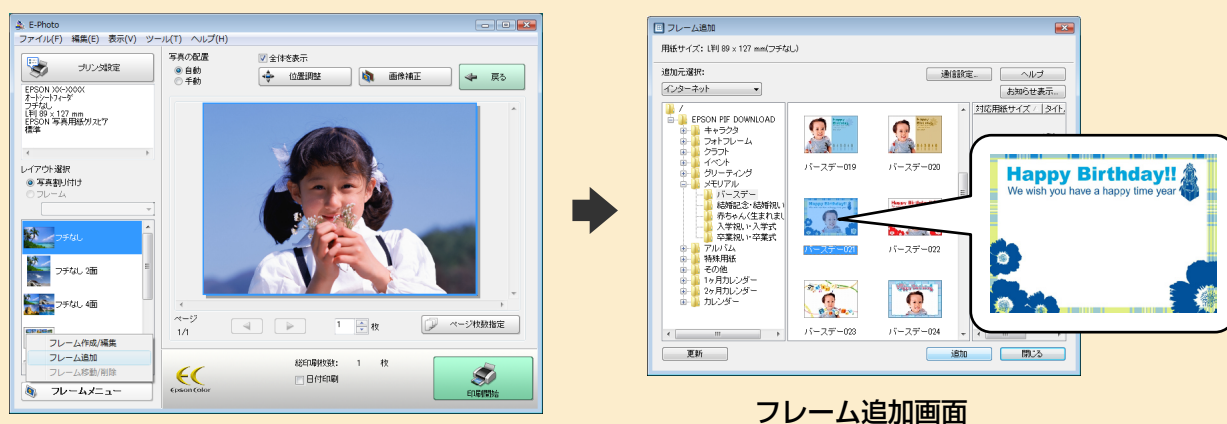 E-Photo
ファイル(F) 編集(E) 表示(V) ツール(T) ヘルプ(H)
プリンタ設定
EPSON XX-XXXX
オートシートフィーダ
フチなし
L判 89 x 127 mm
EPSON 写真用紙クリスピア
標準
レイアウト選択
写真割り付け
フレーム
フチなし
フチなし 2面
フチなし 4面
フレーム作成/編集
フレーム追加
フレーム移動/削除
フレームメニュー
写真の配置
自動
手動
全体を表示
位置調整
画像補正
戻る
ページ
1/1
1 枚
ページ枚数指定
Epson Color
総印刷枚数: 1 枚
日付印刷
印刷開始
フレーム追加
用紙サイズ: L判 89 x 127 mm(フチなし)
追加元選択:
インターネット
通信設定...
ヘルプ
お知らせ表示...
/
EPSON PIF DOWNLOAD
キャラクタ
フォトフレーム
クラフト
イベント
グリーティング
メモリアル
バースデー
結婚記念・結婚祝い
赤ちゃん(生まれまし
入学祝い・入学式
卒業祝い・卒業式
アルバム
特殊用紙
その他
1ヶ月カレンダー
2ヶ月カレンダー
カレンダー
バースデー019
バースデー020
バースデー021
バースデー022
バースデー023
バースデー024
対応用紙サイズ / タイト
Happy Birthday!!
We wish you have a happy time year
更新
追加
閉じる
フレーム追加画面